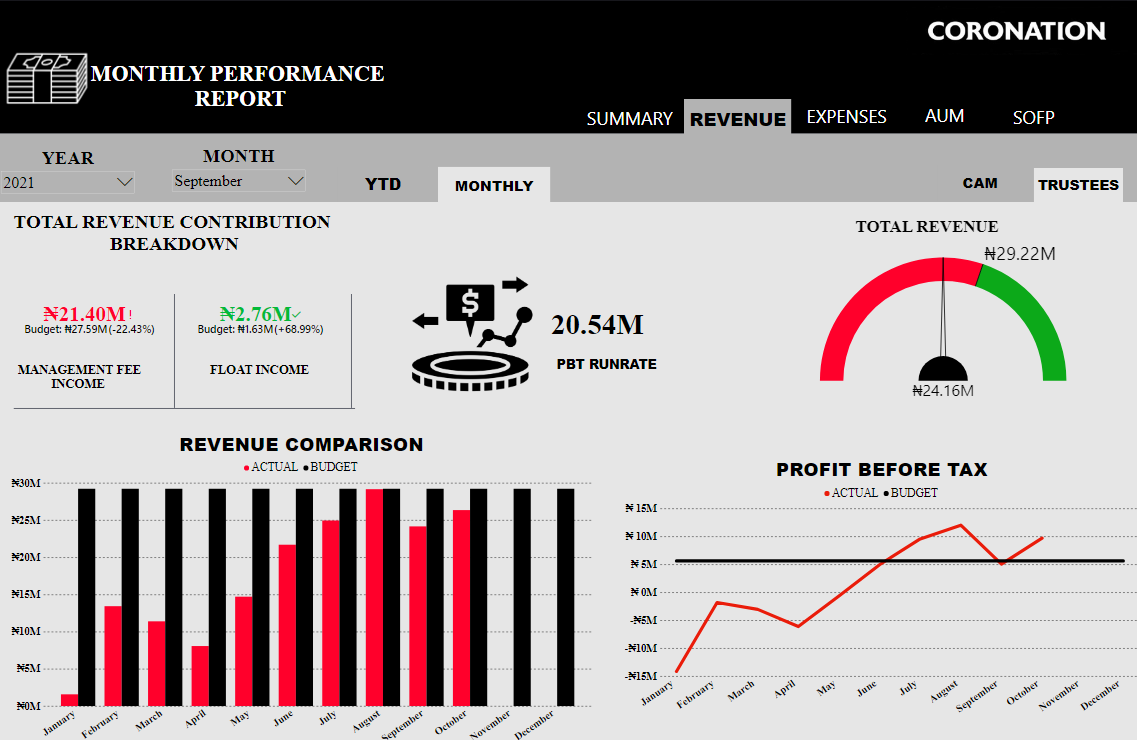 CORONATION
MONTHLY PERFORMANCE
REPORT
SUMMARY REVENUE EXPENSES AUM SOFP
YEAR
2021
MONTH
September
YTD
MONTHLY
CAM
TRUSTEES
TOTAL REVENUE CONTRIBUTION
BREAKDOWN
₦21.40M!
Budget: ₦27.59M (-22.43%)
MANAGEMENT FEE
INCOME
₦2.76M
Budget: ₦1.63M (+68.99%)
FLOAT INCOME
$
20.54M
PBT RUNRATE
TOTAL REVENUE
₦29.22M
₦24.16M
REVENUE COMPARISON
ACTUAL BUDGET
₦30M
₦25M
₦20M
₦15M
₦10M
₦5M
₦0M
January February March April May June July August September October November December
PROFIT BEFORE TAX
ACTUAL BUDGET
₦15M
₦10M
₦5M
₦0M
-₦5M
-₦10M
-₦15M
January February March April May June July August September October November December